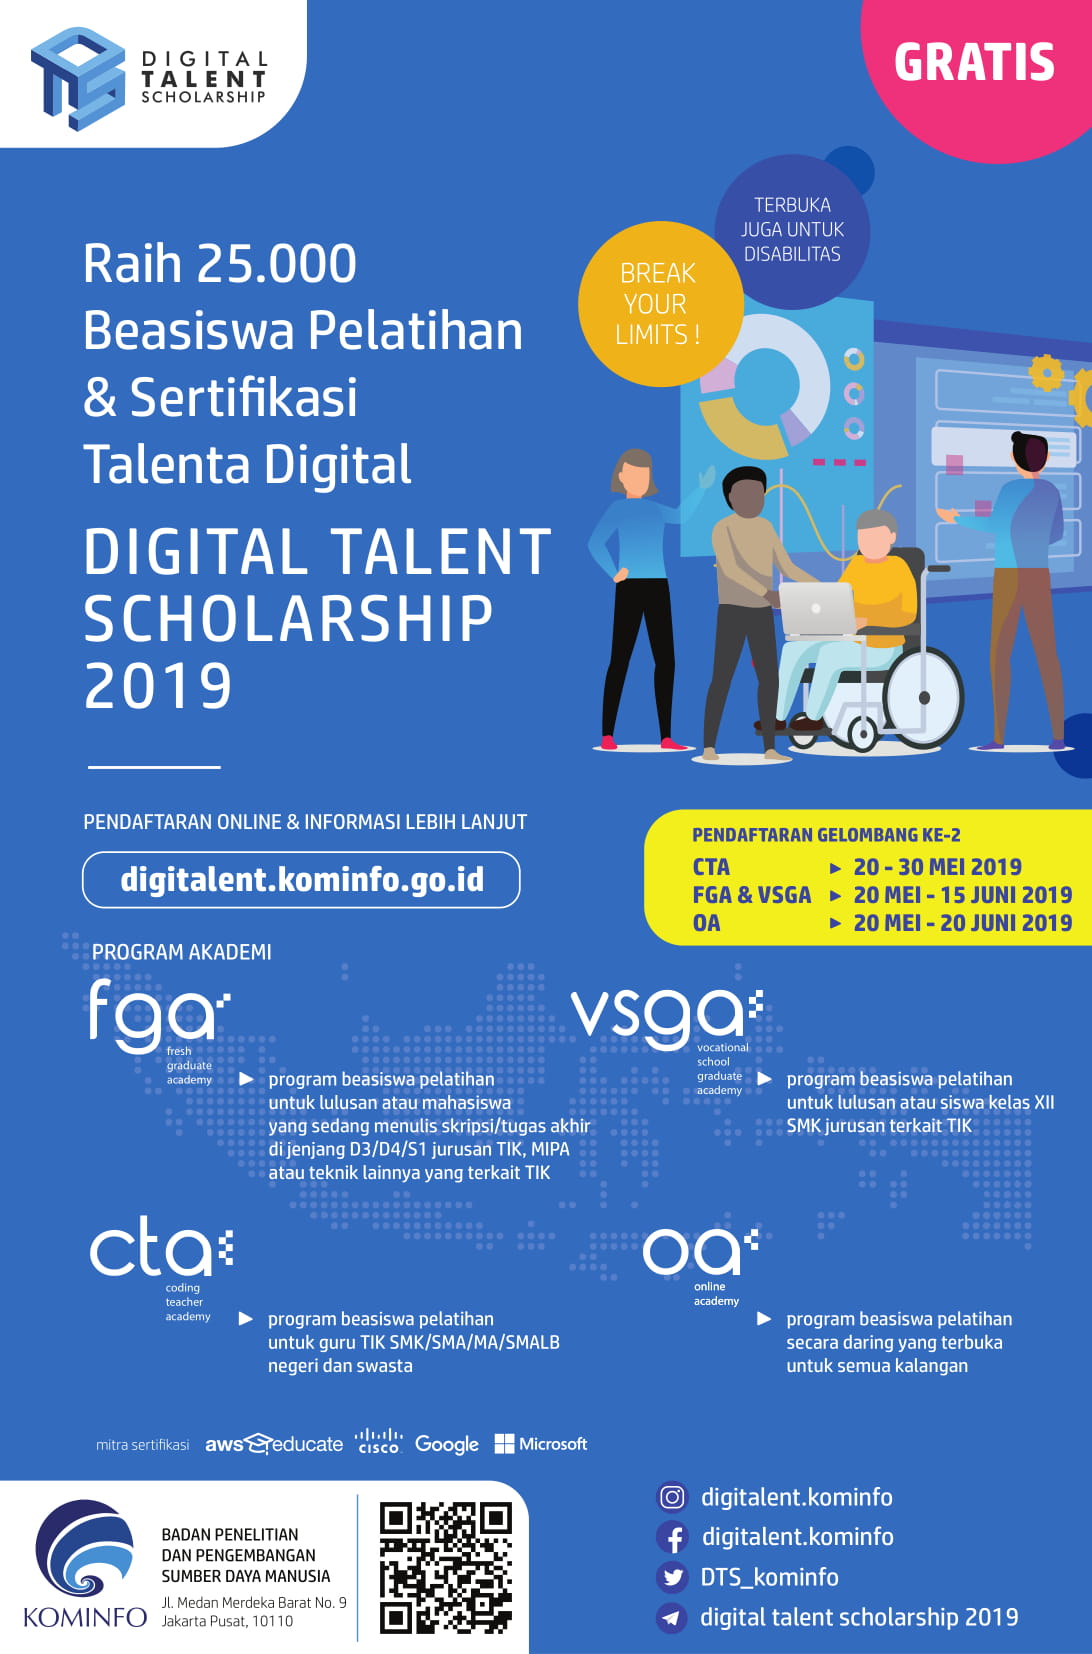 DIGITAL
TALENT
SCHOLARSHIP
GRATIS
TERBUKA
JUGA UNTUK
DISABILITAS
BREAK
YOUR
LIMITS !
Raih 25.000
Beasiswa Pelatihan
& Sertifikasi
Talenta Digital
DIGITAL TALENT
SCHOLARSHIP
2019
PENDAFTARAN ONLINE & INFORMASI LEBIH LANJUT
digitalent.kominfo.go.id
PENDAFTARAN GELOMBANG KE-2
CTA ► 20 - 30 MEI 2019
FGA & VSGA ► 20 MEI - 15 JUNI 2019
OA ► 20 MEI - 20 JUNI 2019
PROGRAM AKADEMI
fga
fresh
graduate
academy
► program beasiswa pelatihan
untuk lulusan atau mahasiswa
yang sedang menulis skripsi/tugas akhir
di jenjang D3/D4/S1 jurusan TIK, MIPA
atau teknik lainnya yang terkait TIK
vsga
vocational
school
graduate
academy
► program beasiswa pelatihan
untuk lulusan atau siswa kelas XII
SMK jurusan terkait TIK
cta
coding
teacher
academy
► program beasiswa pelatihan
untuk guru TIK SMK/SMA/MA/SMALB
negeri dan swasta
oa
online
academy
► program beasiswa pelatihan
secara daring yang terbuka
untuk semua kalangan
mitra sertifikasi aws educate CISCO Google Microsoft
KOMINFO
BADAN PENELITIAN
DAN PENGEMBANGAN
SUMBER DAYA MANUSIA
Jl. Medan Merdeka Barat No. 9
Jakarta Pusat, 10110
digitalent.kominfo
digitalent.kominfo
DTS_kominfo
digital talent scholarship 2019